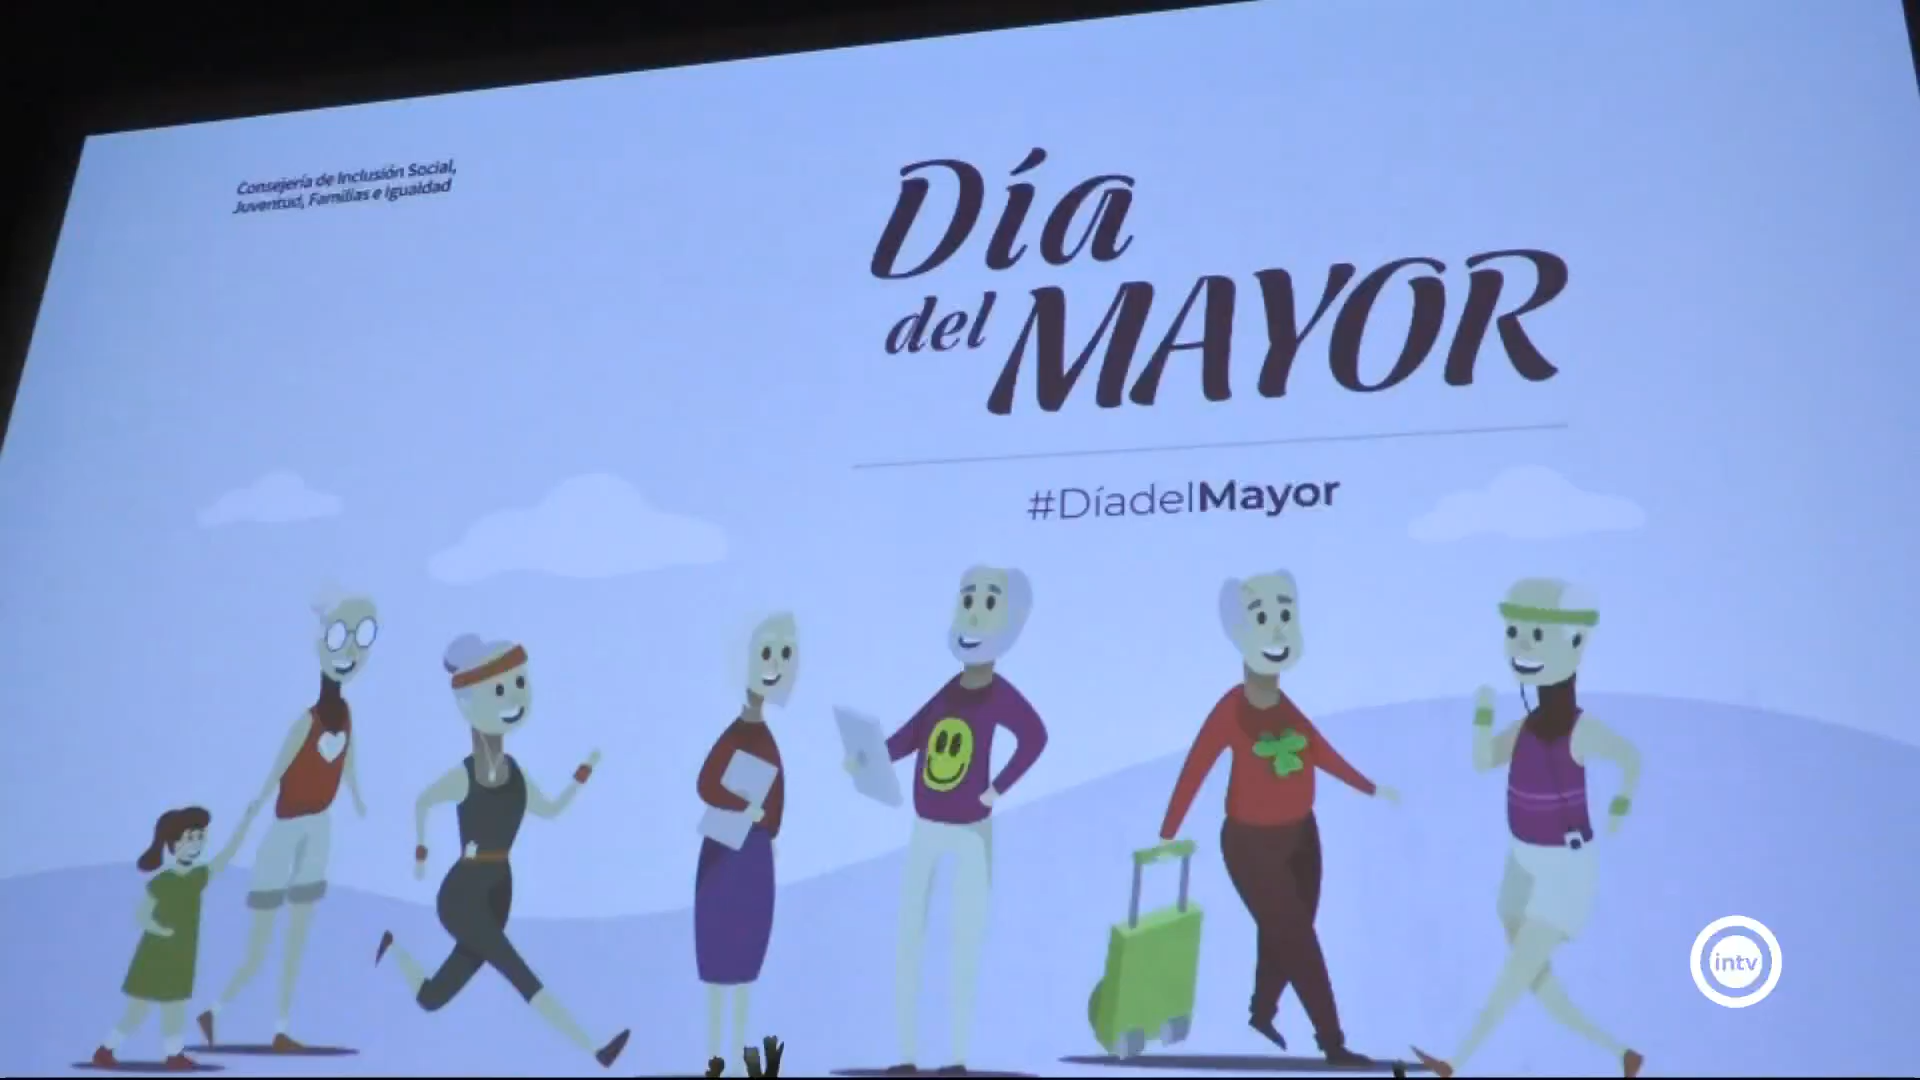 Consejería de Inclusión Social,
Juventud, Familias e Igualdad
Día
del MAYOR
#DíadelMayor
intv